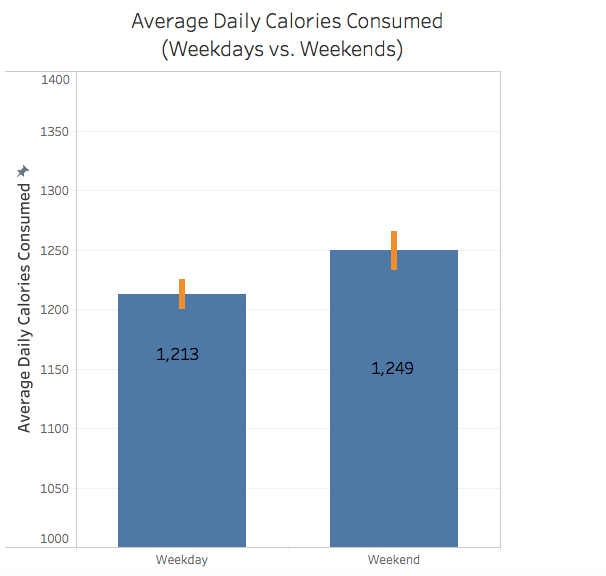 Average Daily Calories Consumed
(Weekdays vs. Weekends)
Average Daily Calories Consumed
1400
1350
1300
1250
1200
1150
1100
1050
1000
1,213
1,249
Weekday
Weekend